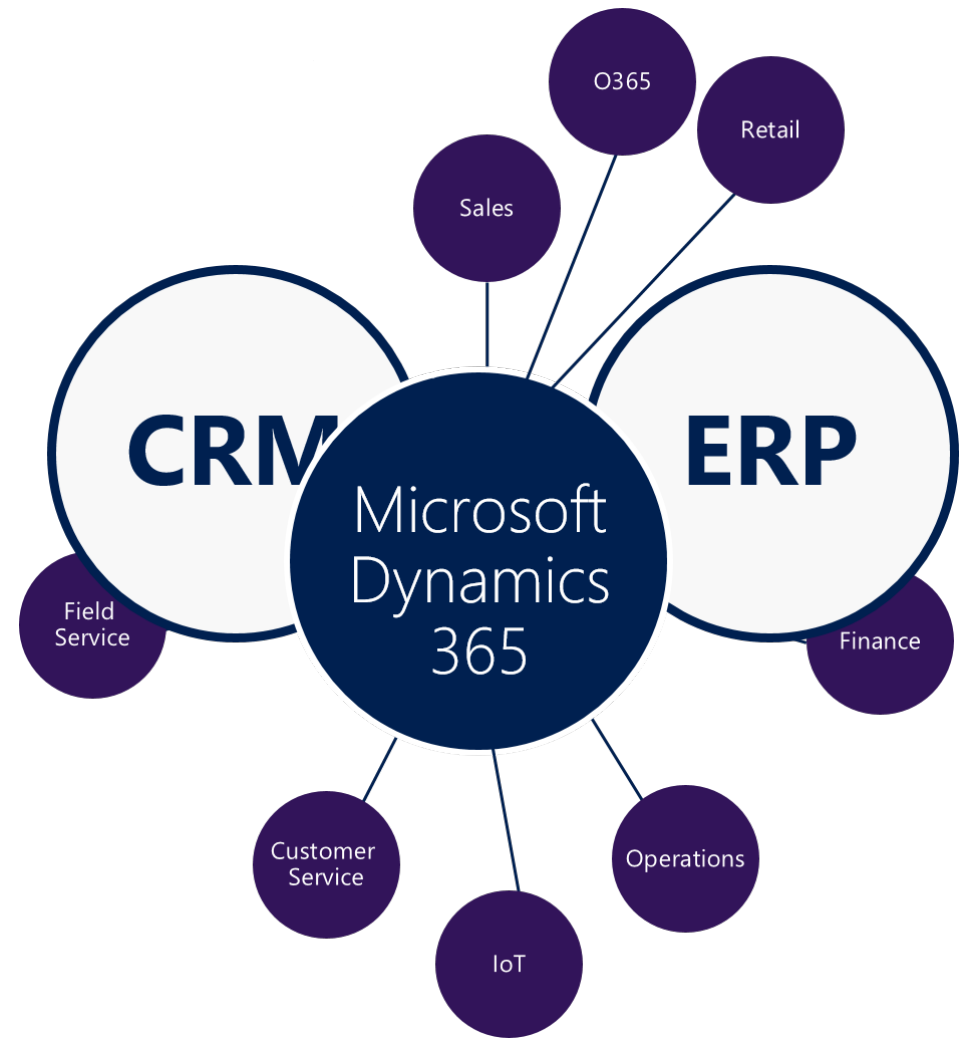 O365
Retail
Sales
CRM
ERP
Microsoft
Dynamics
365
Field
Service
Finance
Customer
Service
Operations
IoT